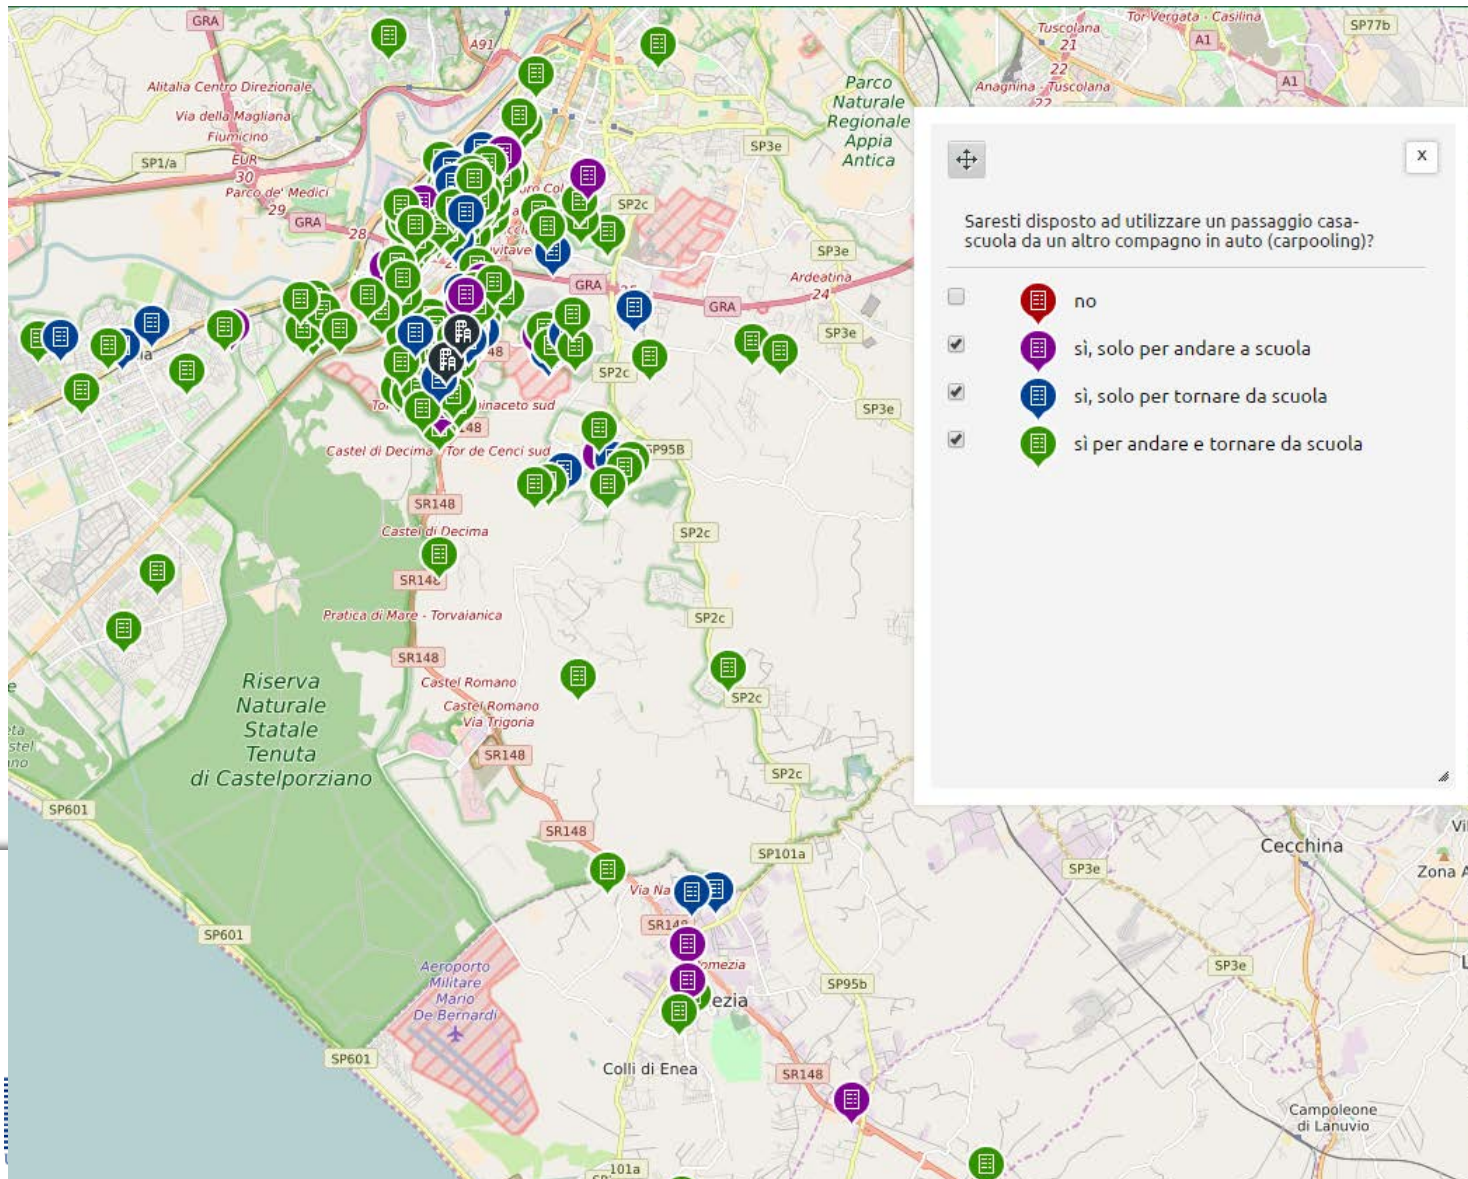 GRA
A91
Alitalia Centro Direzionale
Via della Magliana
Fiumicino
EUR
30
SP1/a
Parco de' Medici
29
GRA
28
Tor Vergata - Casilina
SP77b
Tuscolana
21
A1
22
Anagnina - Tuscolana
22
A1
Parco
Naturale
Regionale
Appia
Antica
SP3e
SP2c
SP3e
GRA
Ardeatina
24
GRA
SP3e
48
SP2c
SP3e
x
Saresti disposto ad utilizzare un passaggio casa-
scuola da un altro compagno in auto (carpooling)?
no
sì, solo per andare a scuola
sì, solo per tornare da scuola
sì per andare e tornare da scuola
Castel di Decima
Tor de Cenci sud
SP95B
SR148
Castel di Decima
SP2c
SR148
Pratica di Mare - Torvaianica
SP2c
SR148
Castel Romano
Castel Romano
Via Trigoria
SP2c
SR148
SP2c
Riserva
Naturale
Statale
Tenuta
di Castelporziano
SP601
SR148
SP101a
Cecchina
SP3e
Zona A
SP601
SR148
Aeroporto
Militare
Mario
De Bernardi
SP3e
SP95b
ezia
SP601
Colli di Enea
SR148
Campoleone
di Lanuvio
101a